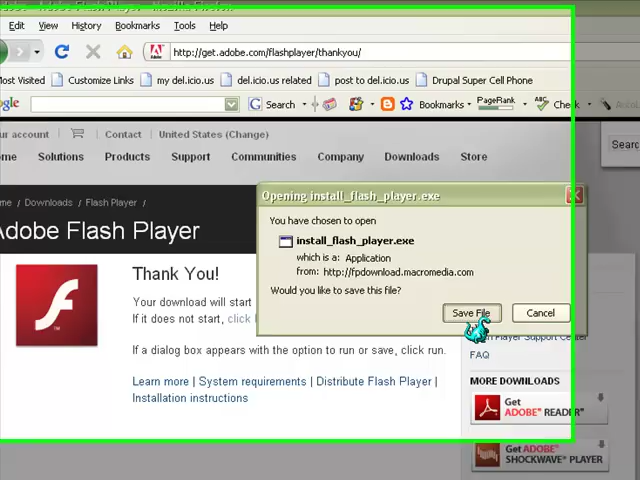 Edit View History Bookmarks Tools Help
http://get.adobe.com/flashplayer/thankyou/
Most Visited Customize Links my del.icio.us del.icio.us related post to del.icio.us Drupal Super Cell Phone
Search Bookmarks PageRank Check
account Contact United States (Change)
Solutions Products Support Communities Company Downloads Store
Searc
Downloads / Flash Player /
Adobe Flash Player
Opening install_flash_player.exe
You have chosen to open
install_flash_player.exe
which is a: Application
from: http://fpdownload.macromedia.com
Would you like to save this file?
Save File Cancel
Thank You!
Your download will start
If it does not start, click
If a dialog box appears with the option to run or save, click run.
Learn more | System requirements | Distribute Flash Player |
Installation instructions
Player Support Center
FAQ
MORE DOWNLOADS
Get
ADOBE® READER®
Get ADOBE®
SHOCKWAVE® PLAYER